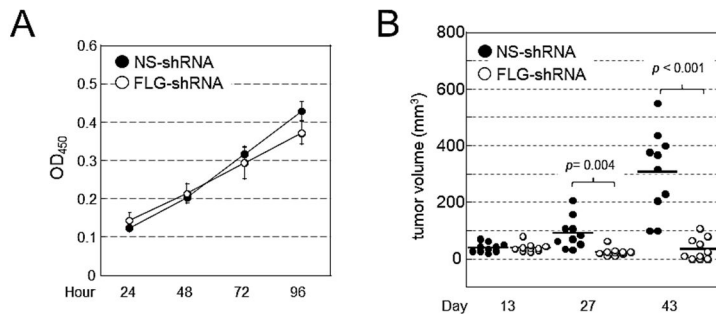 A
0.6
NS-shRNA
FLG-shRNA
0.5
0.4
0.3
0.2
0.1
0
OD450
Hour 24 48 72 96
B
NS-shRNA
FLG-shRNA
800
600
400
200
0
tumor volume (mm³)
p < 0.001
p= 0.004
Day 13 27 43